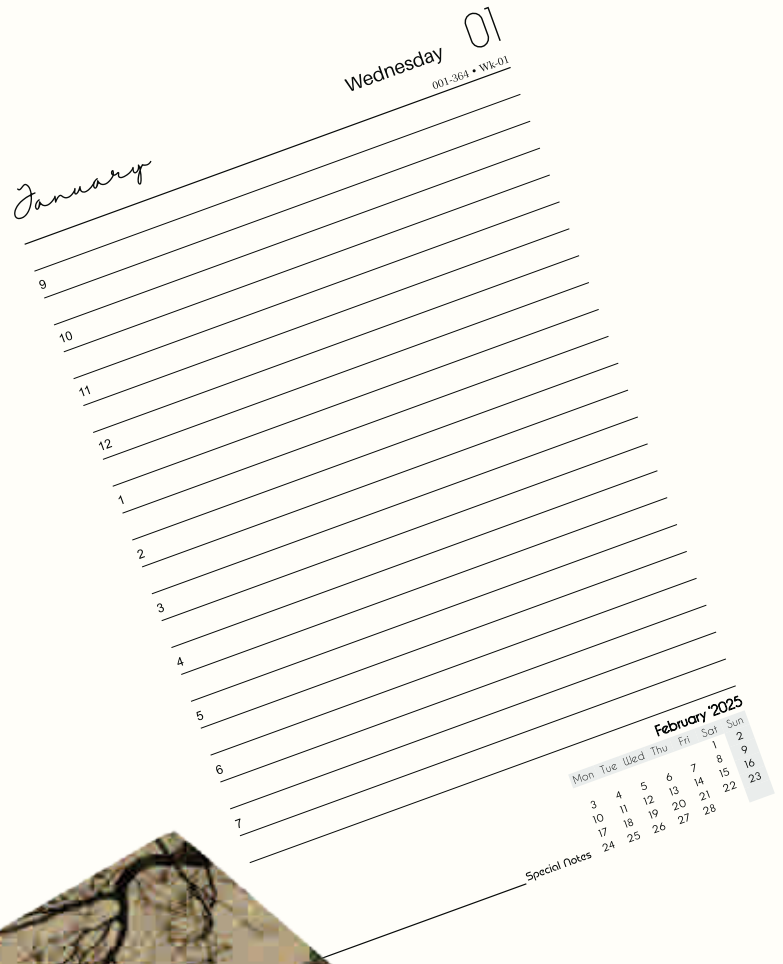 Wednesday 01
001-364 • Wk-01
January
9
10
11
12
1
2
3
4
5
6
7
February'2025
Mon Tue Wed Thu Fri Sat Sun
1 2
3 4 5 6 7 8 9
10 11 12 13 14 15 16
17 18 19 20 21 22 23
24 25 26 27 28
Special Notes